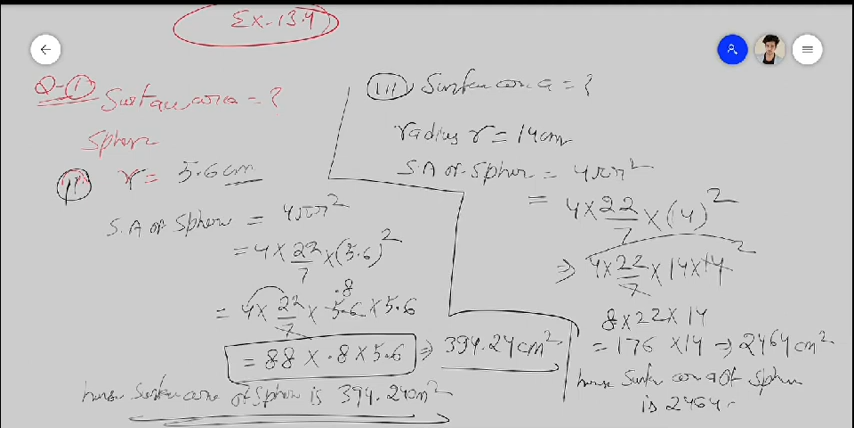 Ex-13.4
Q-① Surface area = ?
Sphere
(ii) r = 5.6 cm
S.A of Sphere = 4πr²
= 4 × 22/7 × (5.6)²
= 4 × 22/7 × 5.6 × 5.6
.8
= 88 × .8 × 5.6 ⇒ 394.24 cm²
hence Surface area of Sphere is 394.24 cm²
(iii) Surface area = ?
radius r = 14 cm
S.A of Sphere = 4πr²
= 4 × 22/7 × (14)²
⇒ 4 × 22/7 × 14 × 14
2
8 × 22 × 14
= 176 × 14 → 2464 cm²
hence Surface area of Sphere
is 2464